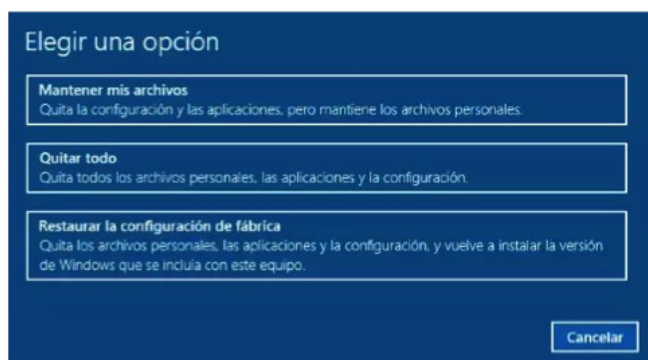 Elegir una opción
Mantener mis archivos
Quita la configuración y las aplicaciones, pero mantiene los archivos personales.
Quitar todo
Quita todos los archivos personales, las aplicaciones y la configuración.
Restaurar la configuración de fábrica
Quita los archivos personales, las aplicaciones y la configuración, y vuelve a instalar la versión
de Windows que se incluía con este equipo.
Cancelar